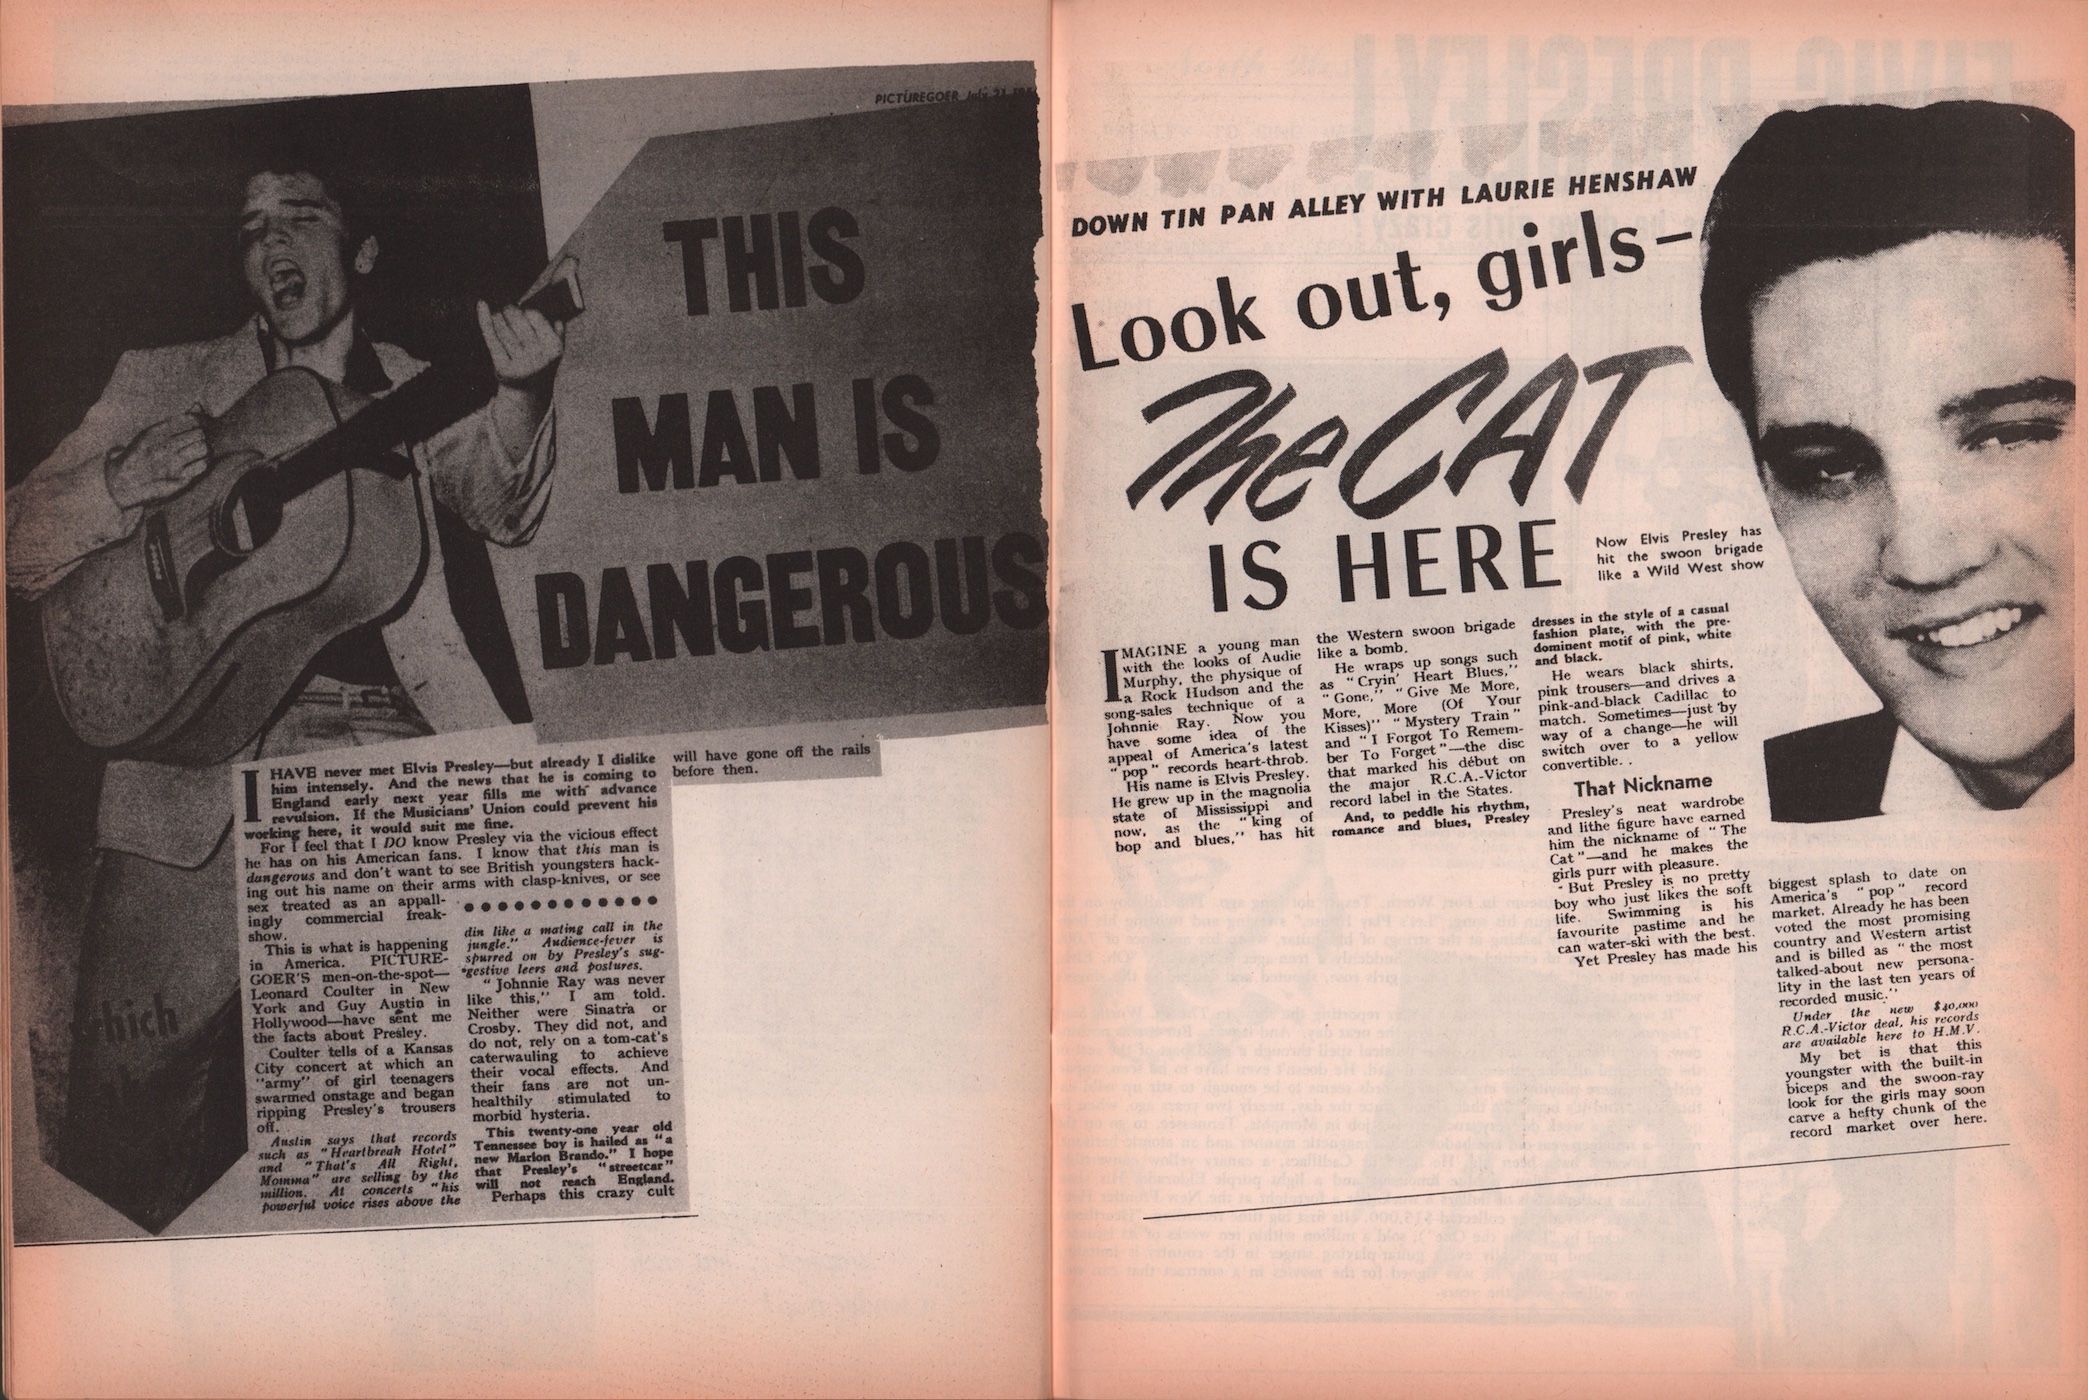 PICTUREGOER July 21
THIS
MAN IS
DANGEROUS
I HAVE never met Elvis Presley—but already I dislike
him intensely. And the news that he is coming to
England early next year fills me with advance
revulsion. If the Musicians' Union could prevent his
working here, it would suit me fine.
For I feel that I DO know Presley via the vicious effect
he has on his American fans. I know that this man is
dangerous and don't want to see British youngsters hack-
ing out his name on their arms with clasp-knives, or see
sex treated as an appall-
ingly commercial freak-
show.
This is what is happening
in America. PICTURE-
GOER'S men-on-the-spot—
Leonard Coulter in New
York and Guy Austin in
Hollywood—have sent me
the facts about Presley.
Coulter tells of a Kansas
City concert at which an
"army" of girl teenagers
swarmed onstage and began
ripping Presley's trousers
off.
Austin says that records
such as "Heartbreak Hotel"
and "That's All Right,
Momma" are selling by the
million. At concerts "his
powerful voice rises above the
din like a mating call in the
jungle." Audience-fever is
spurred on by Presley's sug-
gestive leers and postures.
"Johnnie Ray was never
like this," I am told.
Neither were Sinatra or
Crosby. They did not, and
do not, rely on a tom-cat's
caterwauling to achieve
their vocal effects. And
their fans are not un-
healthily stimulated to
morbid hysteria.
This twenty-one year old
Tennessee boy is hailed as "a
new Marlon Brando." I hope
that Presley's "streetcar"
will not reach England.
Perhaps this crazy cult
will have gone off the rails
before then.
hich
DOWN TIN PAN ALLEY WITH LAURIE HENSHAW
Look out, girls—
The CAT
IS HERE
Now Elvis Presley has
hit the swoon brigade
like a Wild West show
IMAGINE a young man
with the looks of Audie
Murphy, the physique of
a Rock Hudson and the
song-sales technique of a
Johnnie Ray. Now you
have some idea of the
appeal of America's latest
"pop" records heart-throb.
His name is Elvis Presley.
He grew up in the magnolia
state of Mississippi and
now, as the "king of
bop and blues," has hit
the Western swoon brigade
like a bomb.
He wraps up songs such
as "Cryin' Heart Blues,"
"Gone," "Give Me More,
More, More (Of Your
Kisses)" "Mystery Train"
and "I Forgot To Remem-
ber To Forget"—the disc
that marked his début on
the major R.C.A.-Victor
record label in the States.
And, to peddle his rhythm,
romance and blues, Presley
dresses in the style of a casual
fashion plate, with the pre-
dominent motif of pink, white
and black.
He wears black shirts,
pink trousers—and drives a
pink-and-black Cadillac to
match. Sometimes—just by
way of a change—he will
switch over to a yellow
convertible. .
That Nickname
Presley's neat wardrobe
and lithe figure have earned
him the nickname of "The
Cat"—and he makes the
girls purr with pleasure.
But Presley is no pretty
boy who just likes the soft
life. Swimming is his
favourite pastime and he
can water-ski with the best.
Yet Presley has made his
biggest splash to date on
America's "pop" record
market. Already he has been
voted the most promising
country and Western artist
and is billed as "the most
talked-about new persona-
lity in the last ten years of
recorded music."
Under the new $40,000
R.C.A.-Victor deal, his records
are available here to H.M.V.
My bet is that this
youngster with the built-in
biceps and the swoon-ray
look for the girls may soon
carve a hefty chunk of the
record market over here.